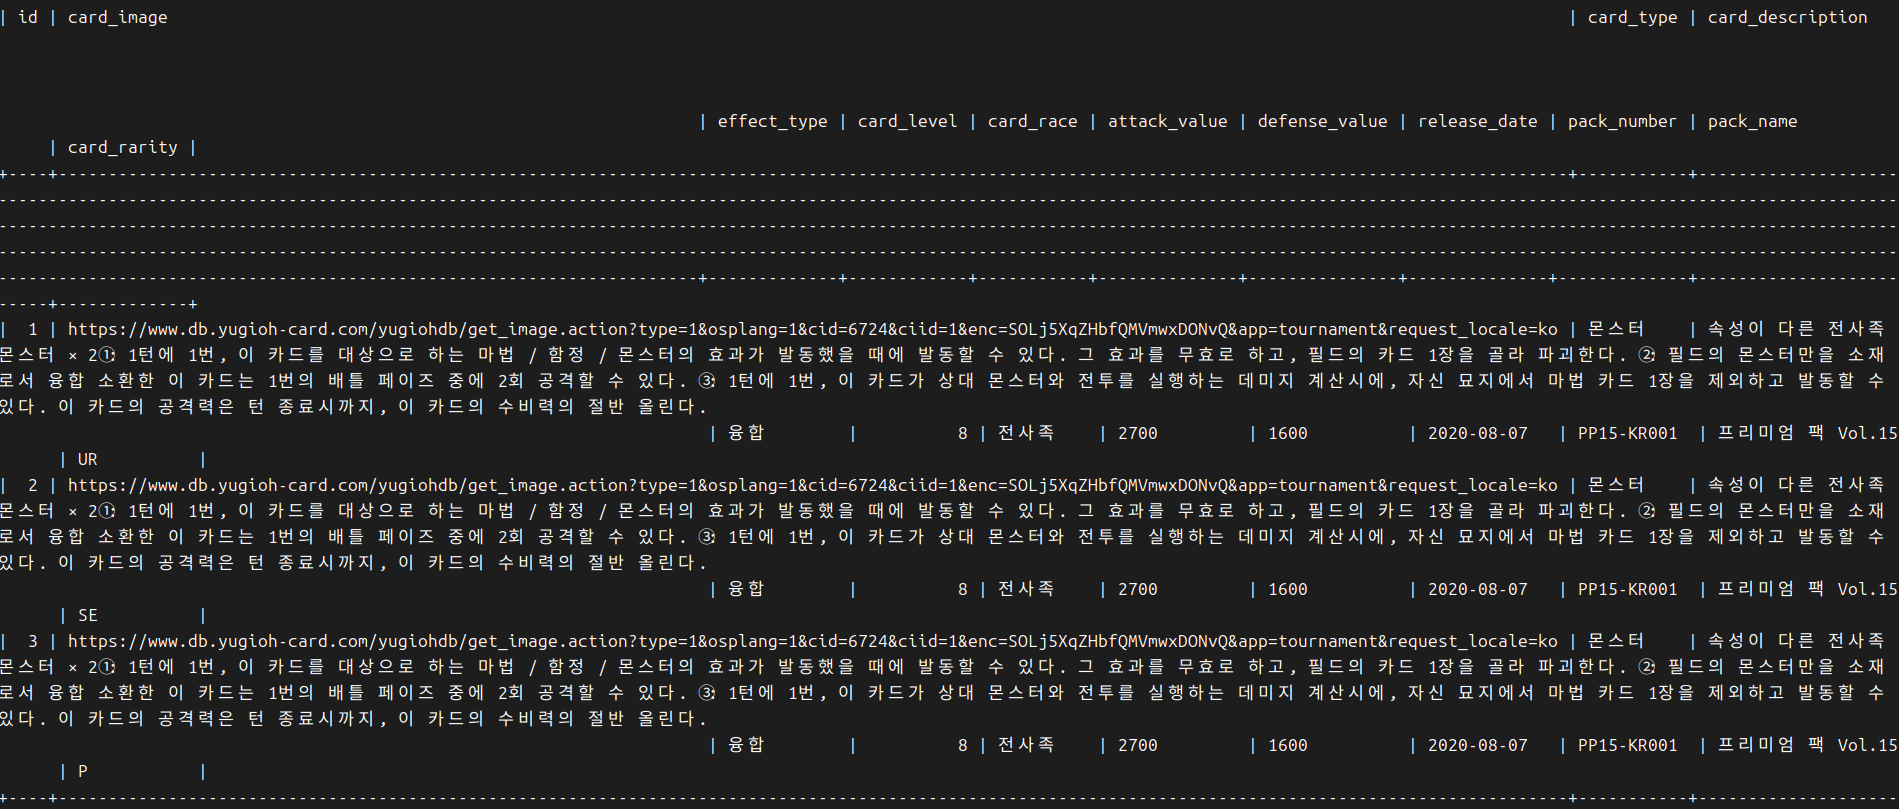 | id | card_image | card_type | card_description
| effect_type | card_level | card_race | attack_value | defense_value | release_date | pack_number | pack_name
| card_rarity |
+----+-------------------------------------------------------------------------------------------------------------------------------------------------------+-----------+--------------------
-----+-------------+
| 1 | https://www.db.yugioh-card.com/yugiohdb/get_image.action?type=1&osplang=1&cid=6724&ciid=1&enc=SOLj5XqZHbfQMVmwxDONvQ&app=tournament&request_locale=ko | 몬스터 | 속성이 다른 전사족
몬스터 × 2①: 1턴에 1번, 이 카드를 대상으로 하는 마법 / 함정 / 몬스터의 효과가 발동했을 때에 발동할 수 있다. 그 효과를 무효로 하고, 필드의 카드 1장을 골라 파괴한다. ②: 필드의 몬스터만을 소재
로서 융합 소환한 이 카드는 1번의 배틀 페이즈 중에 2회 공격할 수 있다. ③: 1턴에 1번, 이 카드가 상대 몬스터와 전투를 실행하는 데미지 계산시에, 자신 묘지에서 마법 카드 1장을 제외하고 발동할 수
있다. 이 카드의 공격력은 턴 종료시까지, 이 카드의 수비력의 절반 올린다.
| 융합 | 8 | 전사족 | 2700 | 1600 | 2020-08-07 | PP15-KR001 | 프리미엄 팩 Vol.15
| UR |
| 2 | https://www.db.yugioh-card.com/yugiohdb/get_image.action?type=1&osplang=1&cid=6724&ciid=1&enc=SOLj5XqZHbfQMVmwxDONvQ&app=tournament&request_locale=ko | 몬스터 | 속성이 다른 전사족
몬스터 × 2①: 1턴에 1번, 이 카드를 대상으로 하는 마법 / 함정 / 몬스터의 효과가 발동했을 때에 발동할 수 있다. 그 효과를 무효로 하고, 필드의 카드 1장을 골라 파괴한다. ②: 필드의 몬스터만을 소재
로서 융합 소환한 이 카드는 1번의 배틀 페이즈 중에 2회 공격할 수 있다. ③: 1턴에 1번, 이 카드가 상대 몬스터와 전투를 실행하는 데미지 계산시에, 자신 묘지에서 마법 카드 1장을 제외하고 발동할 수
있다. 이 카드의 공격력은 턴 종료시까지, 이 카드의 수비력의 절반 올린다.
| 융합 | 8 | 전사족 | 2700 | 1600 | 2020-08-07 | PP15-KR001 | 프리미엄 팩 Vol.15
| SE |
| 3 | https://www.db.yugioh-card.com/yugiohdb/get_image.action?type=1&osplang=1&cid=6724&ciid=1&enc=SOLj5XqZHbfQMVmwxDONvQ&app=tournament&request_locale=ko | 몬스터 | 속성이 다른 전사족
몬스터 × 2①: 1턴에 1번, 이 카드를 대상으로 하는 마법 / 함정 / 몬스터의 효과가 발동했을 때에 발동할 수 있다. 그 효과를 무효로 하고, 필드의 카드 1장을 골라 파괴한다. ②: 필드의 몬스터만을 소재
로서 융합 소환한 이 카드는 1번의 배틀 페이즈 중에 2회 공격할 수 있다. ③: 1턴에 1번, 이 카드가 상대 몬스터와 전투를 실행하는 데미지 계산시에, 자신 묘지에서 마법 카드 1장을 제외하고 발동할 수
있다. 이 카드의 공격력은 턴 종료시까지, 이 카드의 수비력의 절반 올린다.
| 융합 | 8 | 전사족 | 2700 | 1600 | 2020-08-07 | PP15-KR001 | 프리미엄 팩 Vol.15
| P |